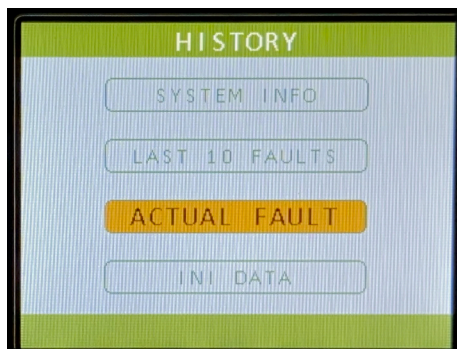 HISTORY
SYSTEM INFO
LAST 10 FAULTS
ACTUAL FAULT
INI DATA